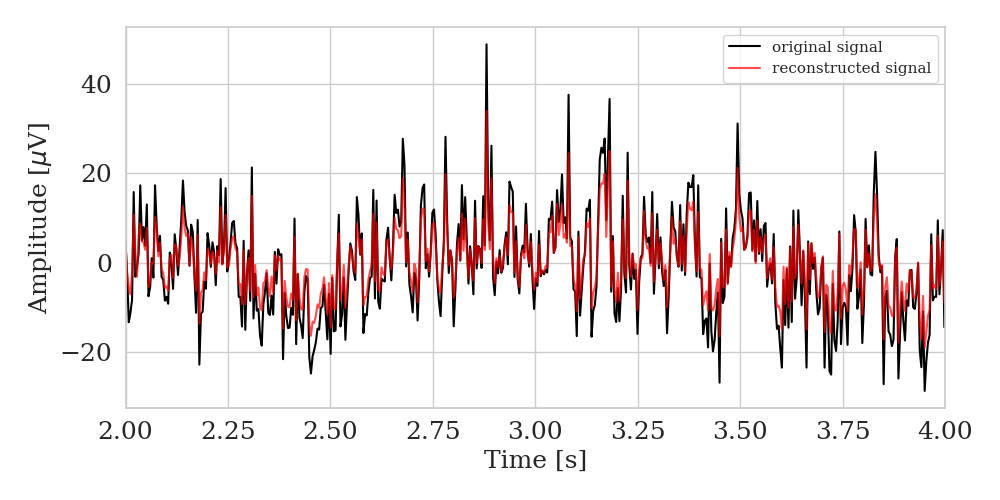 original signal
reconstructed signal
Amplitude [μV]
40
20
0
−20
2.00 2.25 2.50 2.75 3.00 3.25 3.50 3.75 4.00
Time [s]